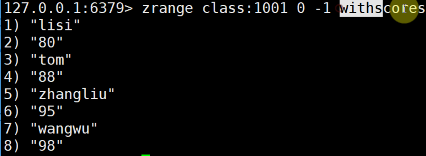 127.0.0.1:6379> zrange class:1001 0 -1 withscores
1) "lisi"
2) "80"
3) "tom"
4) "88"
5) "zhangliu"
6) "95"
7) "wangwu"
8) "98"